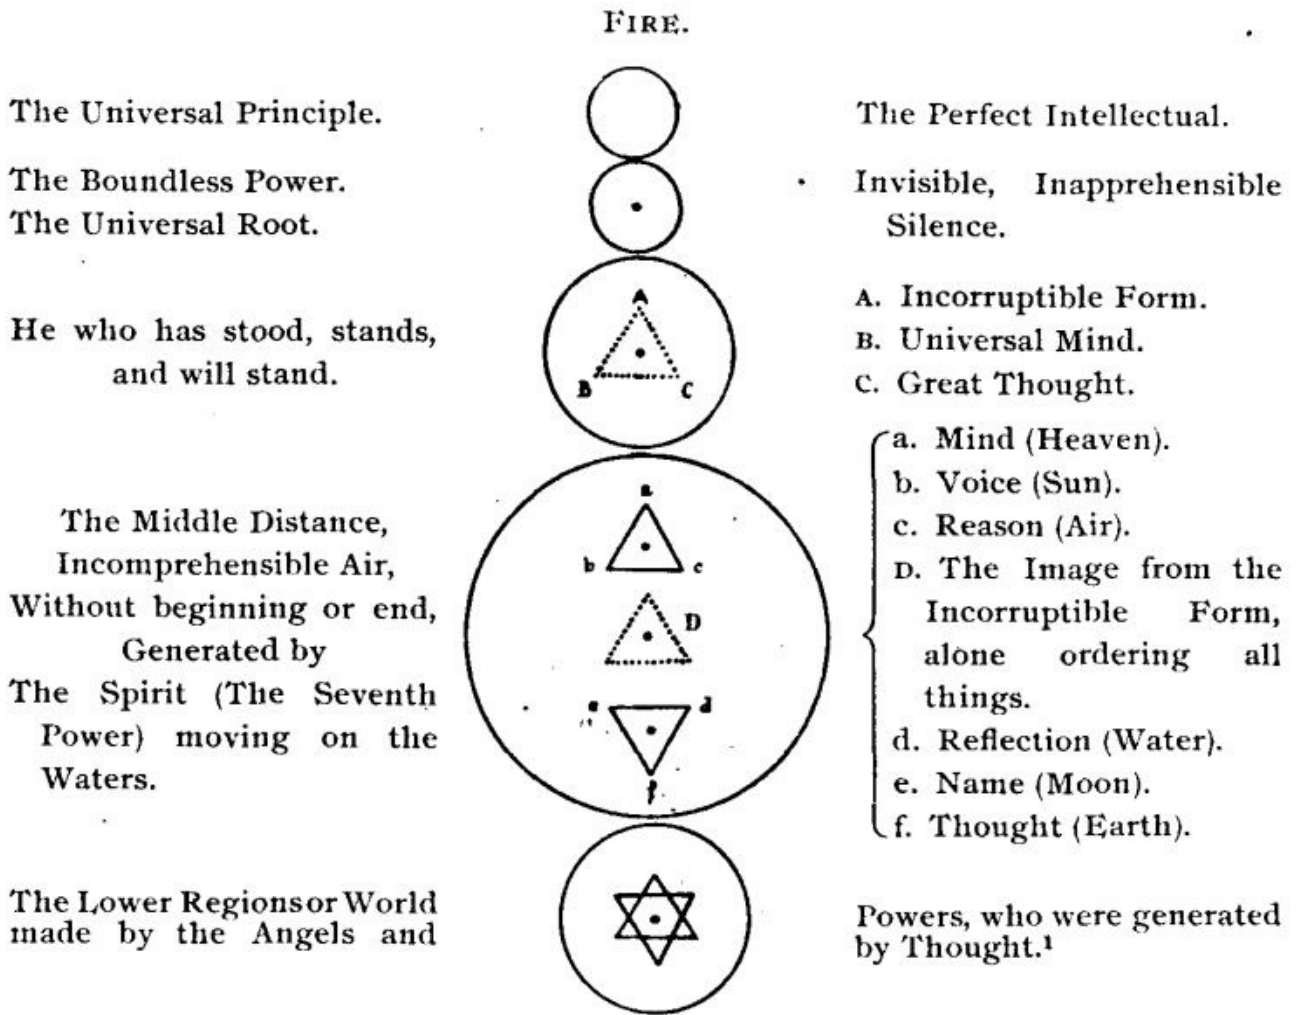 FIRE.
The Universal Principle.
The Perfect Intellectual.
The Boundless Power.
The Universal Root.
Invisible, Inapprehensible
Silence.
He who has stood, stands,
and will stand.
A
B C
A. Incorruptible Form.
B. Universal Mind.
C. Great Thought.
The Middle Distance,
Incomprehensible Air,
Without beginning or end,
Generated by
The Spirit (The Seventh
Power) moving on the
Waters.
a
b c
D
e d
f
a. Mind (Heaven).
b. Voice (Sun).
c. Reason (Air).
D. The Image from the
Incorruptible Form,
alone ordering all
things.
d. Reflection (Water).
e. Name (Moon).
f. Thought (Earth).
The Lower Regions or World
made by the Angels and
Powers, who were generated
by Thought.¹